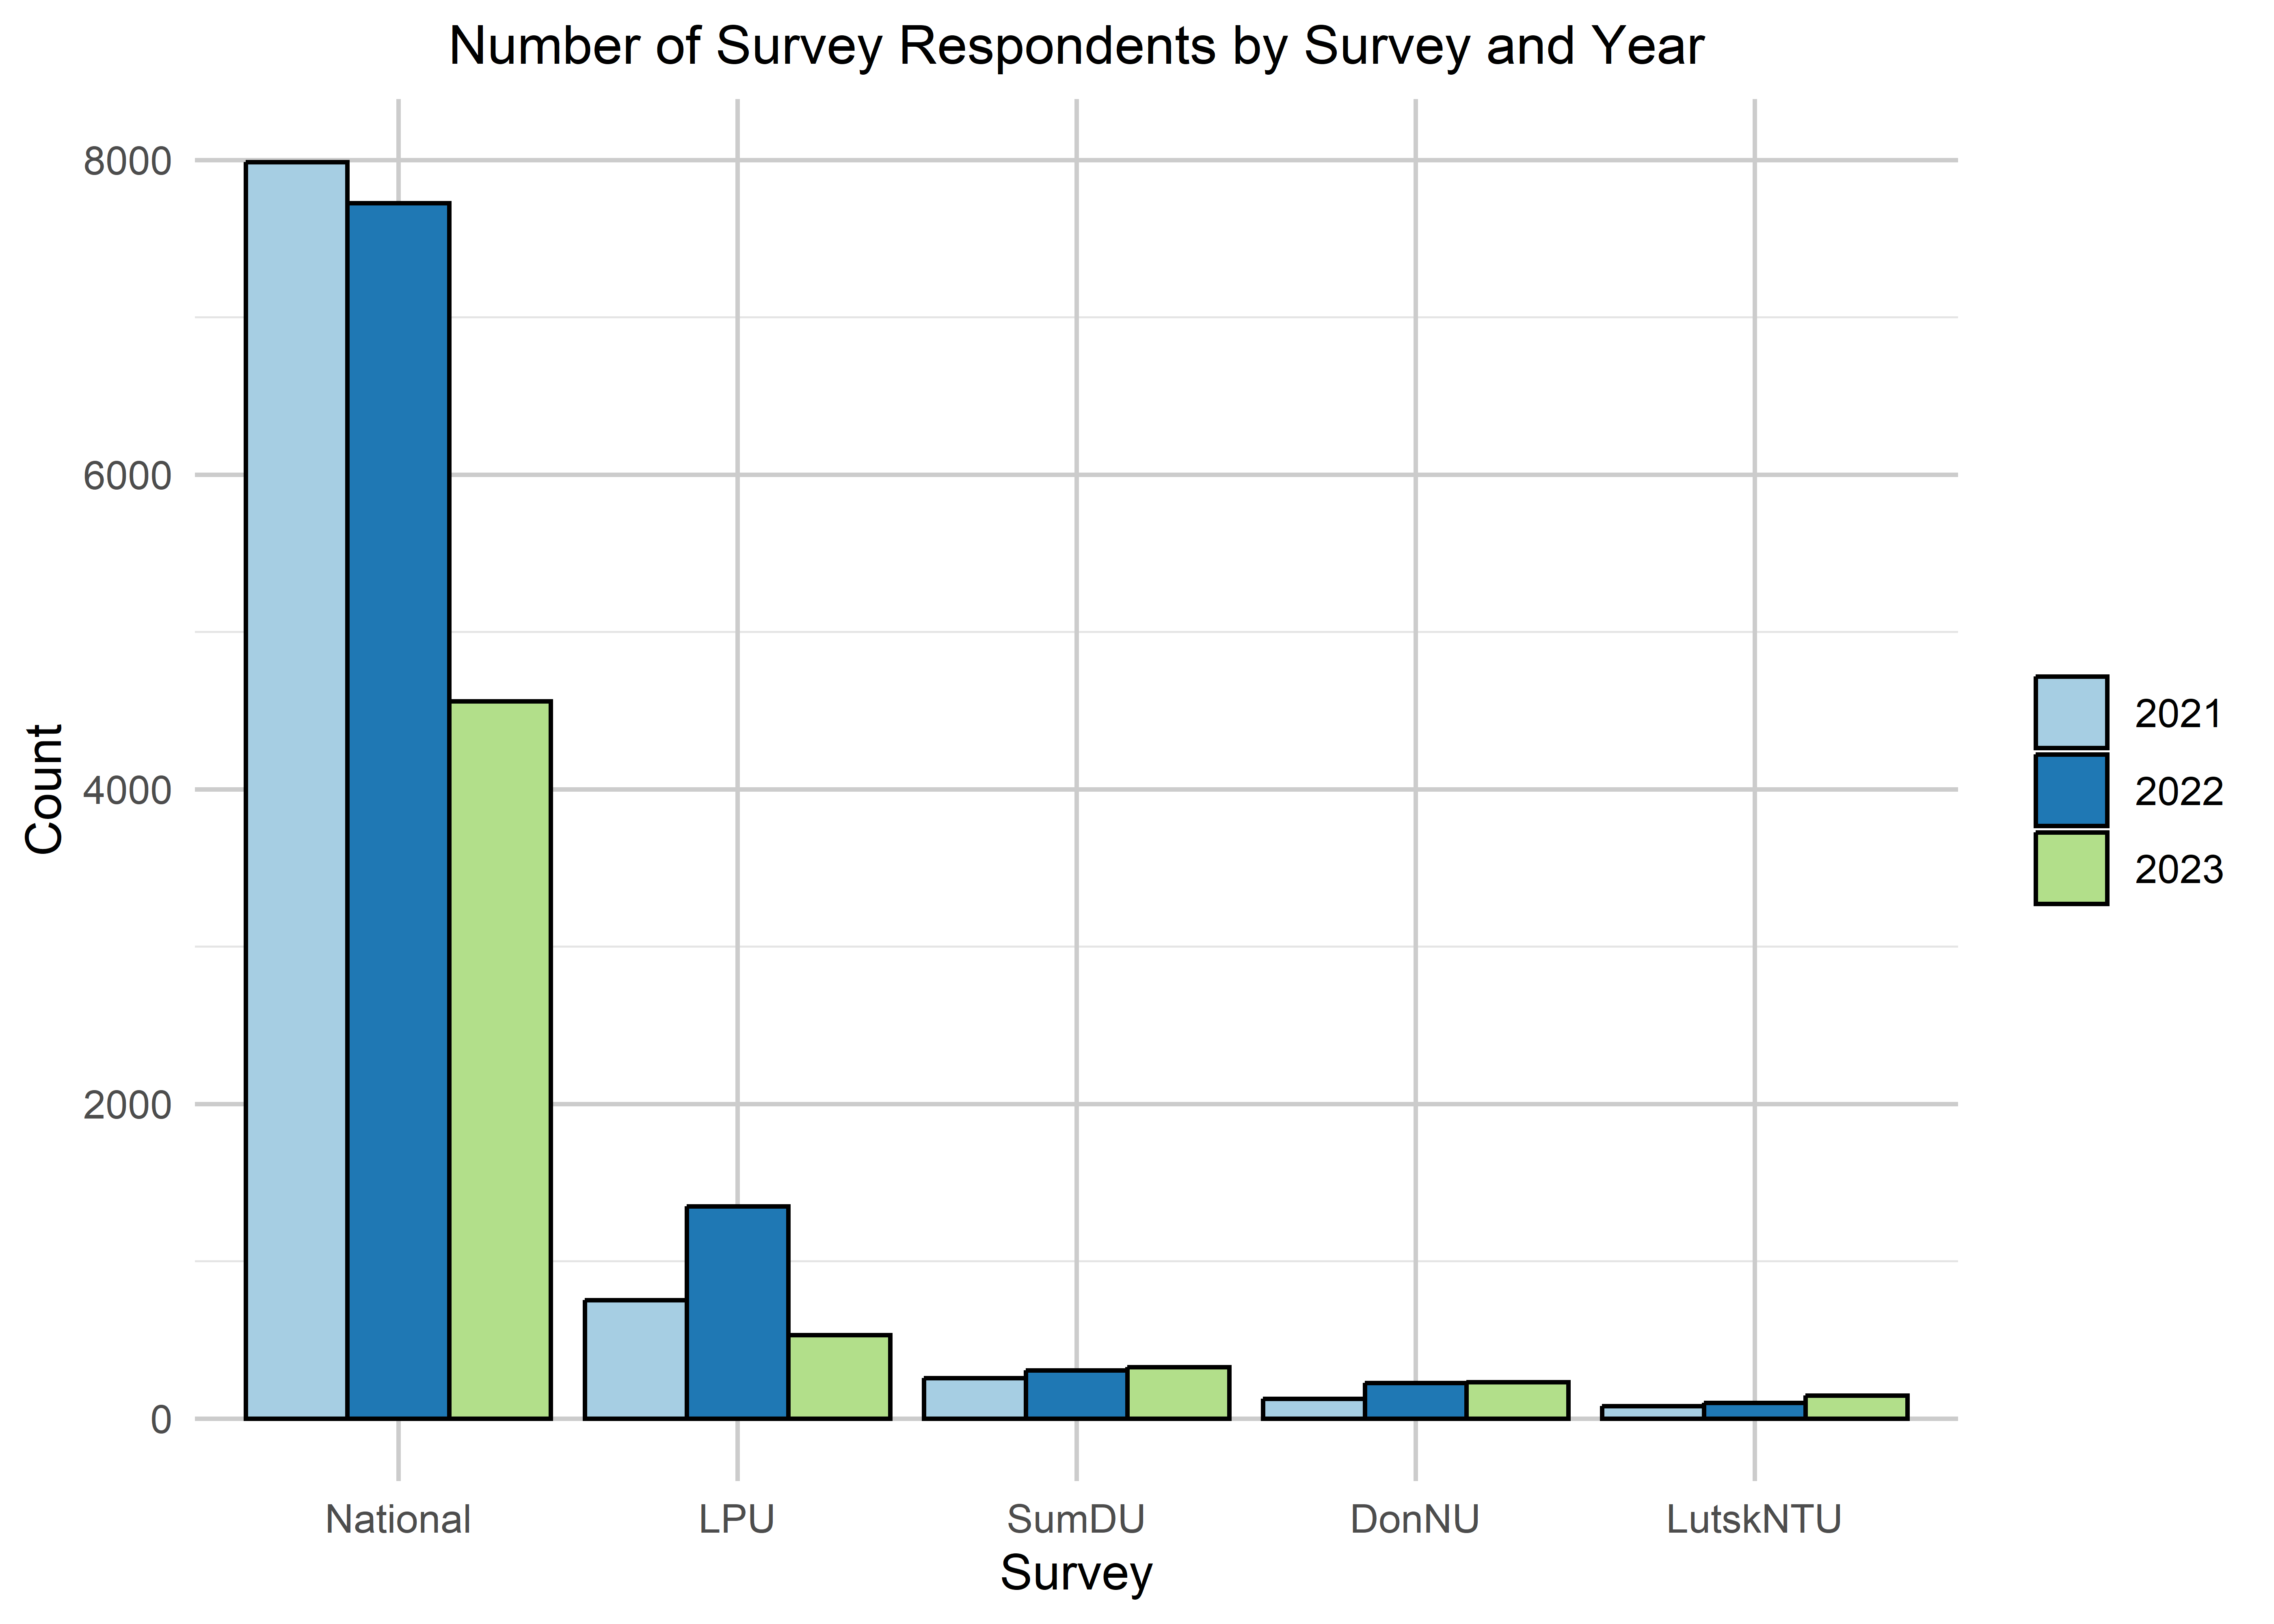 Number of Survey Respondents by Survey and Year
8000
6000
4000
2000
0
Count
National
LPU
SumDU
DonNU
LutskNTU
Survey
2021
2022
2023